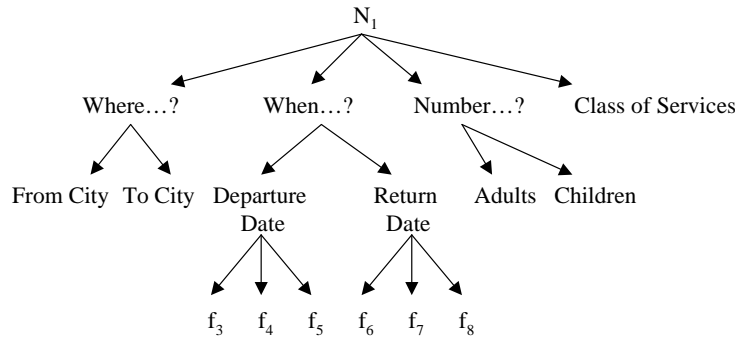 N₁
Where…? When…? Number…? Class of Services
From City To City Departure Date Return Date Adults Children
f₃ f₄ f₅ f₆ f₇ f₈